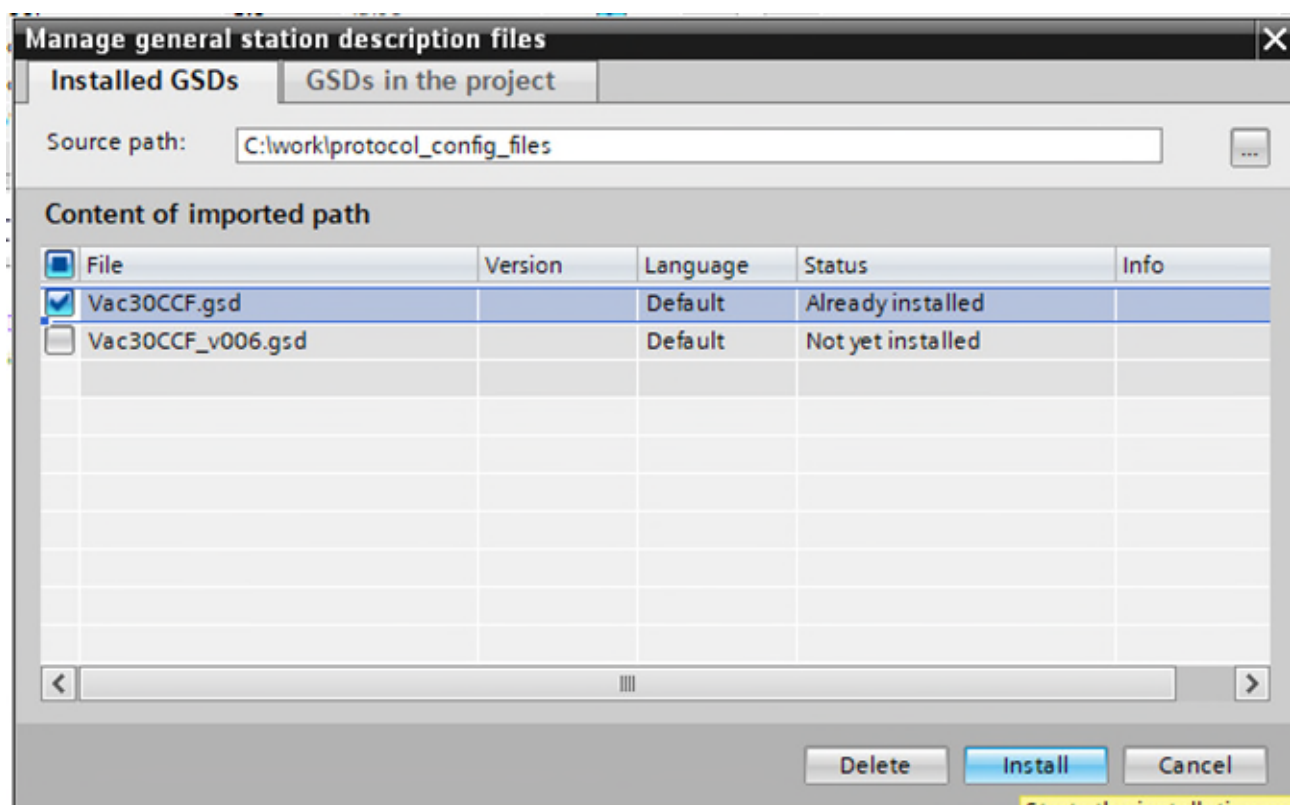 Manage general station description files
Installed GSDs GSDs in the project
Source path: C:\work\protocol_config_files ...
Content of imported path
File Version Language Status Info
Vac30CCF.gsd Default Already installed
Vac30CCF_v006.gsd Default Not yet installed
Delete Install Cancel